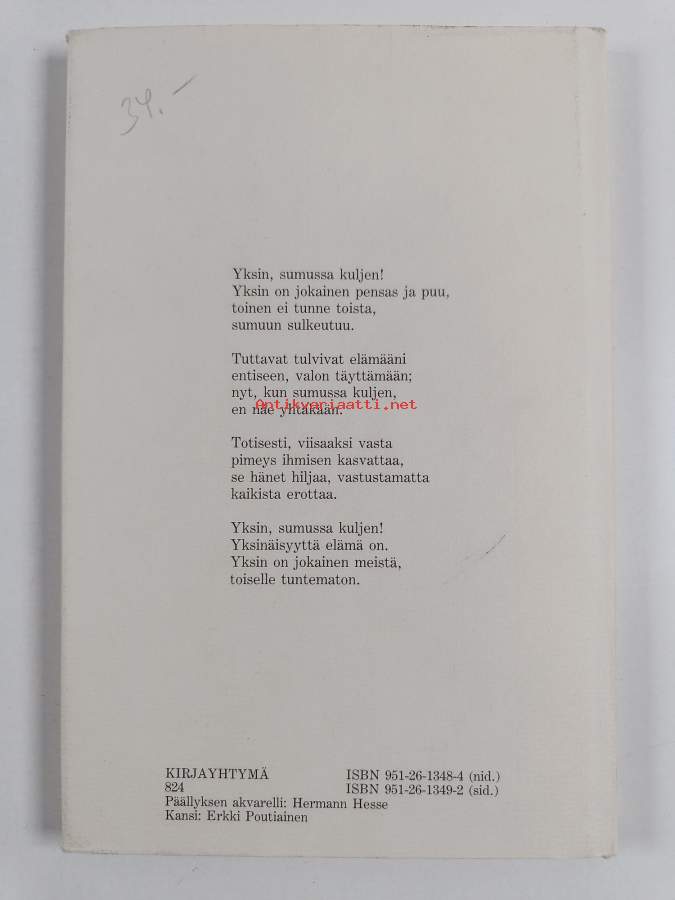 34.-
Yksin, sumussa kuljen!
Yksin on jokainen pensas ja puu,
toinen ei tunne toista,
sumuun sulkeutuu.
Tuttavat tulvivat elämääni
entiseen, valon täyttämään;
nyt, kun sumussa kuljen,
en näe yhtäkään.
Antikvariaatti.net
Totisesti, viisaaksi vasta
pimeys ihmisen kasvattaa,
se hänet hiljaa, vastustamatta
kaikista erottaa.
Yksin, sumussa kuljen!
Yksinäisyyttä elämä on.
Yksin on jokainen meistä,
toiselle tuntematon.
KIRJAYHTYMÄ ISBN 951-26-1348-4 (nid.)
824 ISBN 951-26-1349-2 (sid.)
Päällyksen akvarelli: Hermann Hesse
Kansi: Erkki Poutiainen